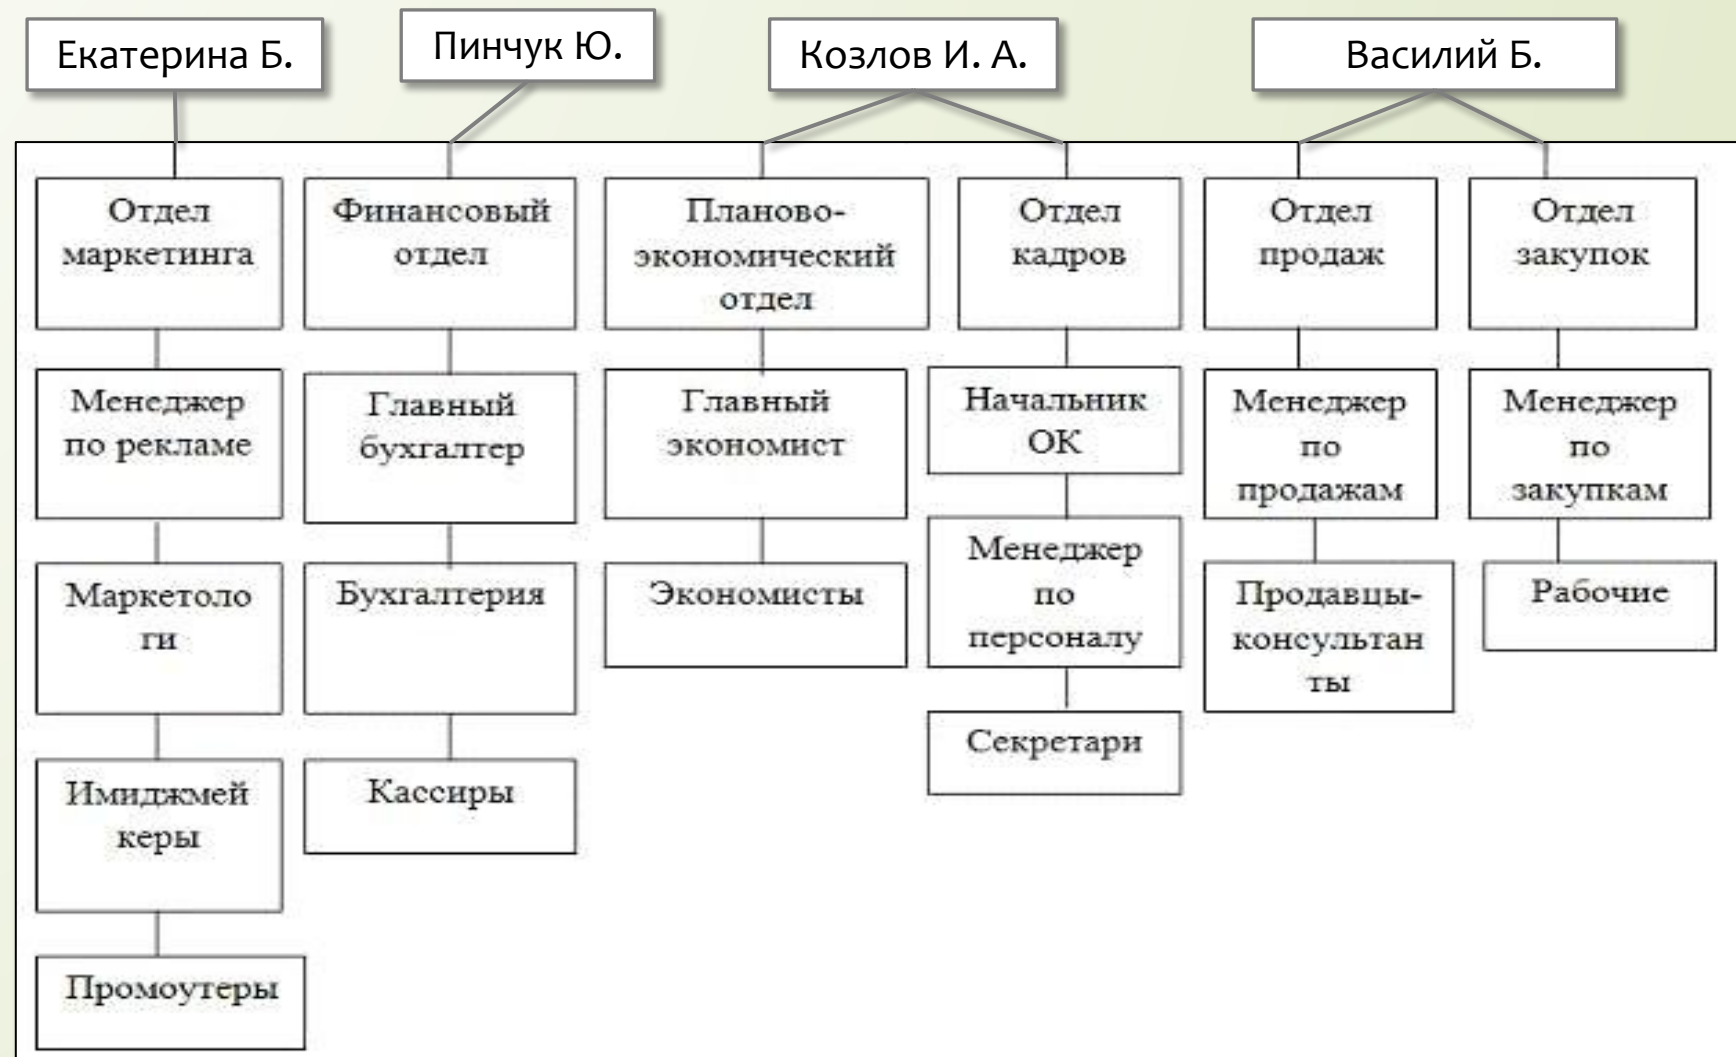 Екатерина Б.
Пинчук Ю.
Козлов И. А.
Василий Б.
Отдел
маркетинга
Финансовый
отдел
Планово-
экономический
отдел
Отдел
кадров
Отдел
продаж
Отдел
закупок
Менеджер
по рекламе
Главный
бухгалтер
Главный
экономист
Начальник
ОК
Менеджер
по
продажам
Менеджер
по
закупкам
Маркетоло
ги
Бухгалтерия
Экономисты
Менеджер
по
персоналу
Продавцы-
консультан
ты
Рабочие
Имиджмей
керы
Кассиры
Секретари
Промоутеры